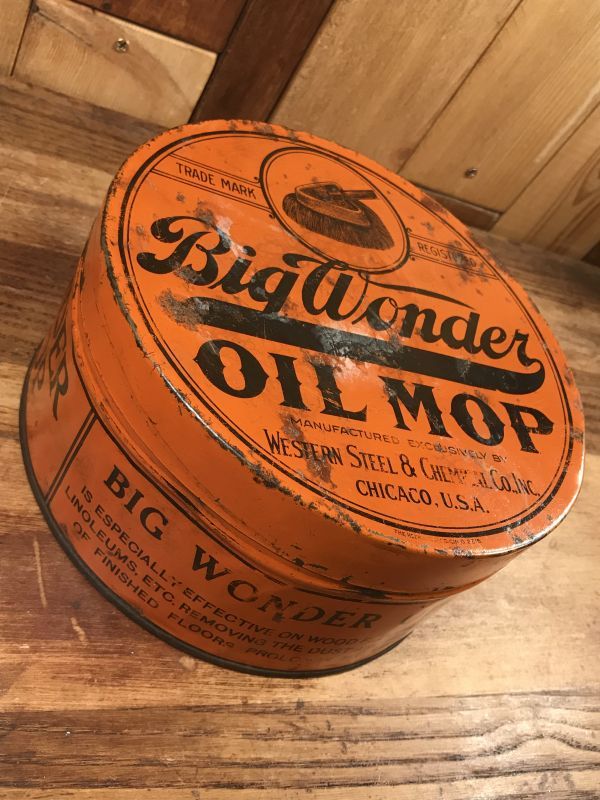 TRADE MARK
REGISTERED
Big Wonder
OIL MOP
MANUFACTURED EXCLUSIVELY BY
WESTERN STEEL & CHEMICAL CO., INC.
CHICAGO, U.S.A.
BIG WONDER
IS ESPECIALLY EFFECTIVE ON WOOD
LINOLEUMS, ETC. REMOVING THE DUST
OF FINISHED FLOORS